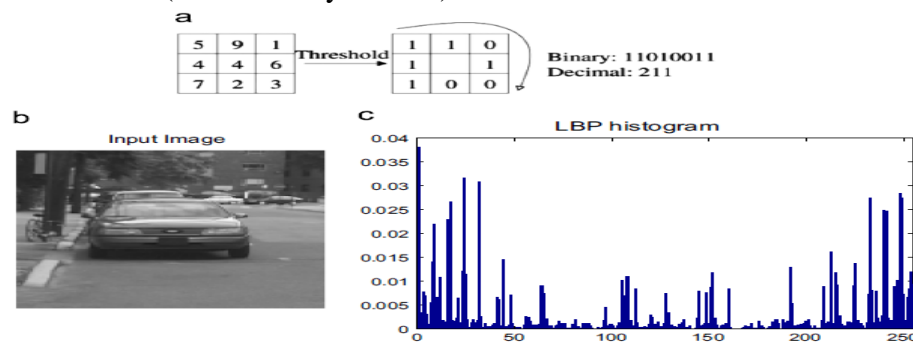 a
5 9 1
4 4 6
7 2 3
Threshold
1 1 0
1 1
1 0 0
Binary: 11010011
Decimal: 211
b
Input Image
c
LBP histogram
0.04
0.035
0.03
0.025
0.02
0.015
0.01
0.005
0
0 50 100 150 200 250